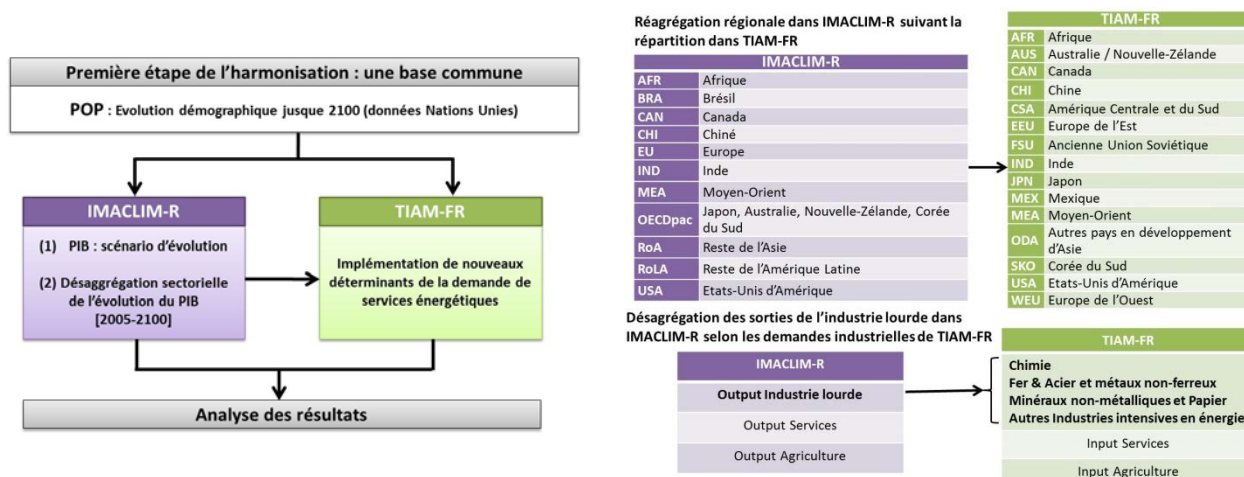 Première étape de l’harmonisation : une base commune
POP : Evolution démographique jusque 2100 (données Nations Unies)
IMACLIM-R
(1) PIB : scénario d’évolution
(2) Désaggrégation sectorielle
de l’évolution du PIB
[2005-2100]
TIAM-FR
Implémentation de nouveaux
déterminants de la demande de
services énergétiques
Analyse des résultats
Réagrégation régionale dans IMACLIM-R suivant la
répartition dans TIAM-FR
IMACLIM-R
AFR Afrique
BRA Brésil
CAN Canada
CHI Chiné
EU Europe
IND Inde
MEA Moyen-Orient
OECDpac Japon, Australie, Nouvelle-Zélande, Corée
du Sud
RoA Reste de l’Asie
RoLA Reste de l’Amérique Latine
USA Etats-Unis d’Amérique
TIAM-FR
AFR Afrique
AUS Australie / Nouvelle-Zélande
CAN Canada
CHI Chine
CSA Amérique Centrale et du Sud
EEU Europe de l’Est
FSU Ancienne Union Soviétique
IND Inde
JPN Japon
MEX Mexique
MEA Moyen-Orient
ODA Autres pays en développement
d’Asie
SKO Corée du Sud
USA Etats-Unis d’Amérique
WEU Europe de l’Ouest
Désagrégation des sorties de l’industrie lourde dans
IMACLIM-R selon les demandes industrielles de TIAM-FR
IMACLIM-R
Output Industrie lourde
Output Services
Output Agriculture
TIAM-FR
Chimie
Fer & Acier et métaux non-ferreux
Minéraux non-métalliques et Papier
Autres Industries intensives en énergie
Input Services
Input Agriculture